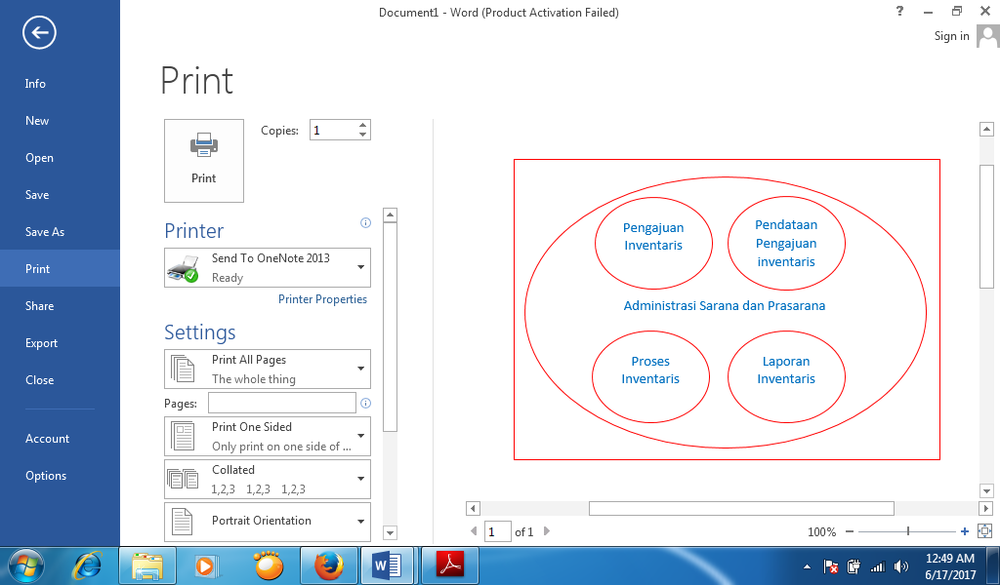 Document1 - Word (Product Activation Failed)
?
Sign in
Info
New
Open
Save
Save As
Print
Share
Export
Close
Account
Options
Print
Print
Copies:
1
Printer
Send To OneNote 2013
Ready
Printer Properties
Settings
Print All Pages
The whole thing
Pages:
Print One Sided
Only print on one side of ...
Collated
1,2,3 1,2,3 1,2,3
Portrait Orientation
Pengajuan
Inventaris
Pendataan
Pengajuan
inventaris
Administrasi Sarana dan Prasarana
Proses
Inventaris
Laporan
Inventaris
1 of 1
100%
12:49 AM
6/17/2017